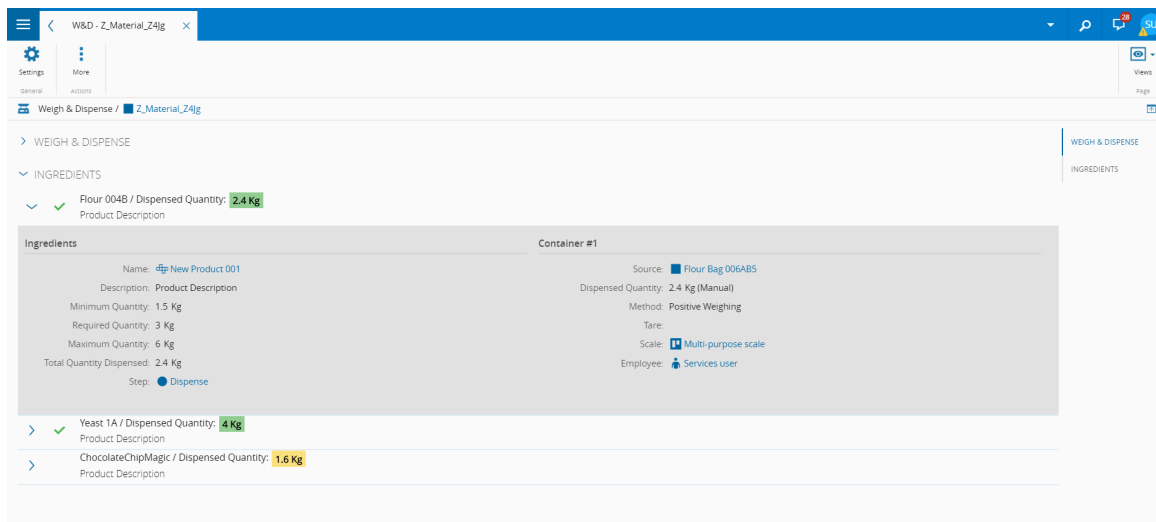 W&D - Z_Material_Z4Jg
28
SU
Settings
More
Views
General
Actions
Page
Weigh & Dispense / Z_Material_Z4Jg
WEIGH & DISPENSE
WEIGH & DISPENSE
INGREDIENTS
INGREDIENTS
Flour 004B / Dispensed Quantity: 2.4 Kg
Product Description
Ingredients
Name: New Product 001
Description: Product Description
Minimum Quantity: 1.5 Kg
Required Quantity: 3 Kg
Maximum Quantity: 6 Kg
Total Quantity Dispensed: 2.4 Kg
Step: Dispense
Container #1
Source: Flour Bag 006AB5
Dispensed Quantity: 2.4 Kg (Manual)
Method: Positive Weighing
Tare:
Scale: Multi-purpose scale
Employee: Services user
Yeast 1A / Dispensed Quantity: 4 Kg
Product Description
ChocolateChipMagic / Dispensed Quantity: 1.6 Kg
Product Description